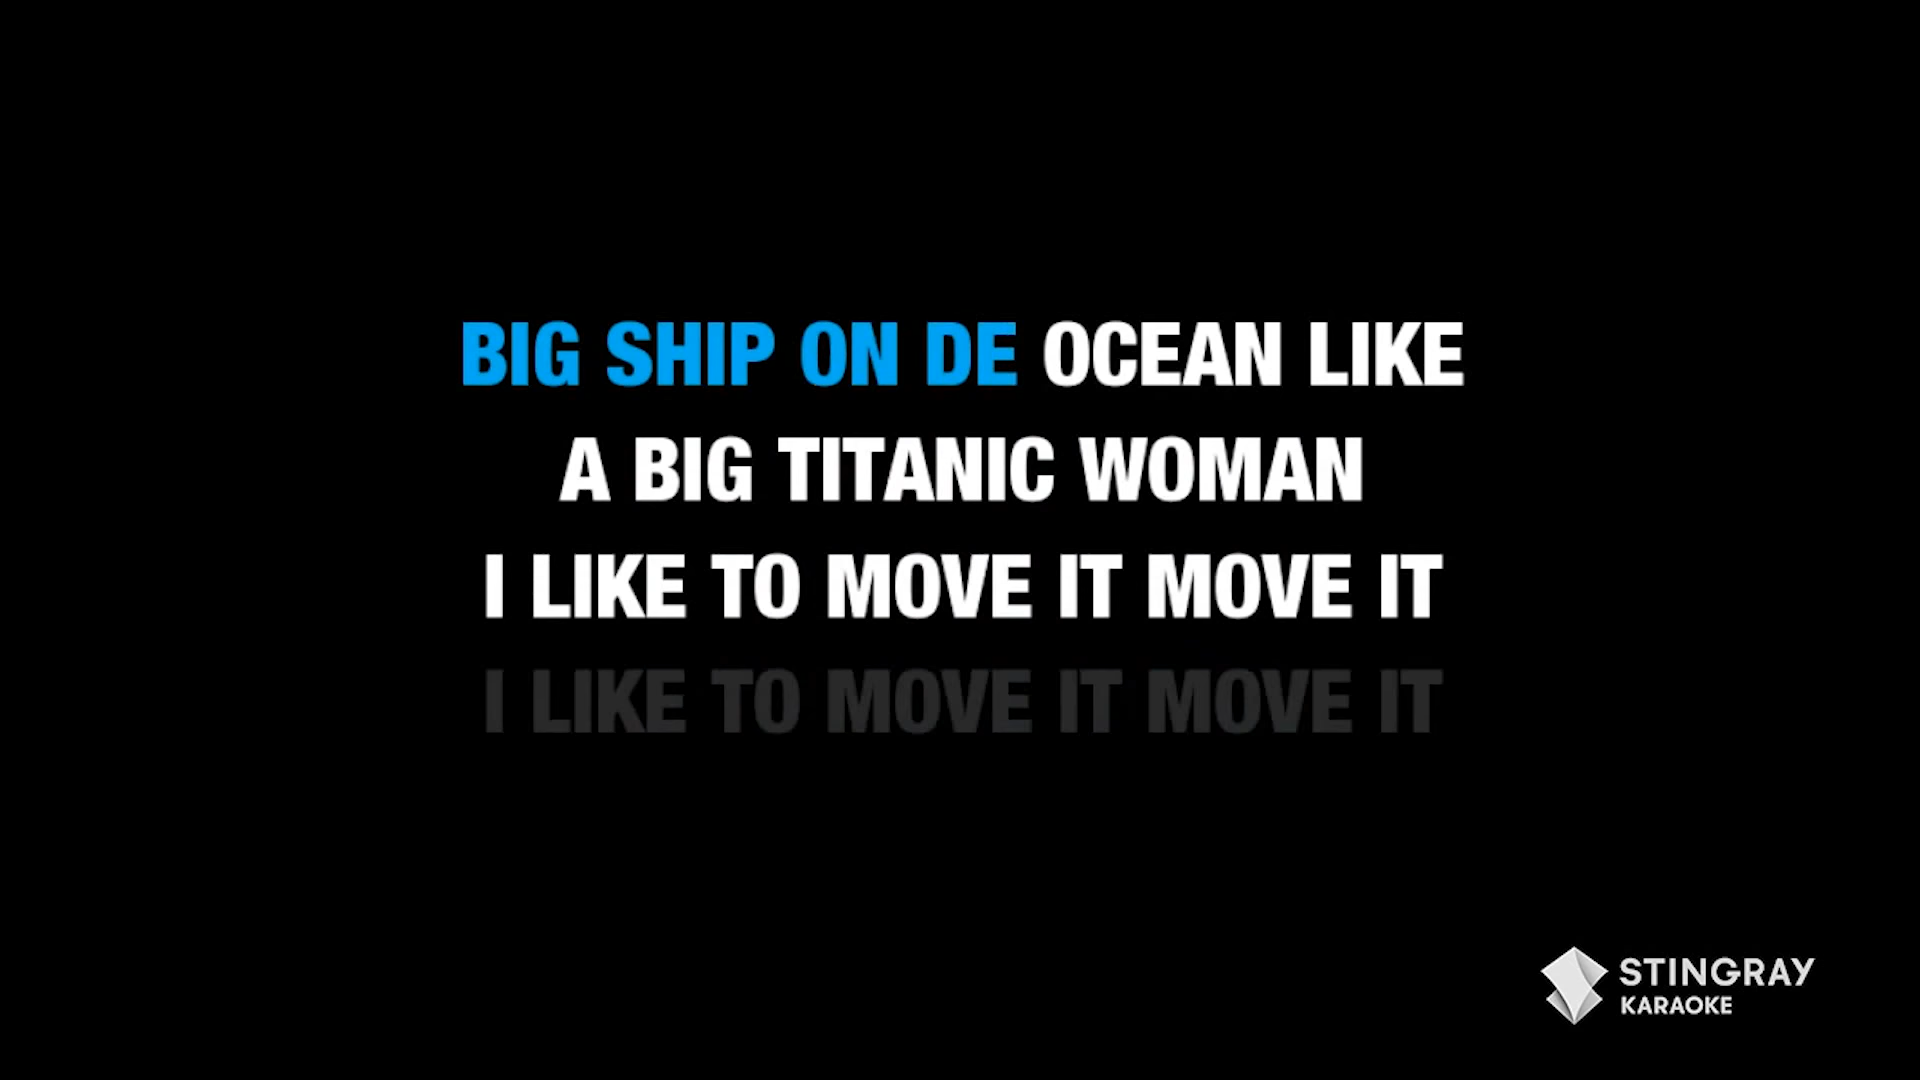 BIG SHIP ON DE OCEAN LIKE
A BIG TITANIC WOMAN
I LIKE TO MOVE IT MOVE IT
I LIKE TO MOVE IT MOVE IT
STINGRAY
KARAOKE